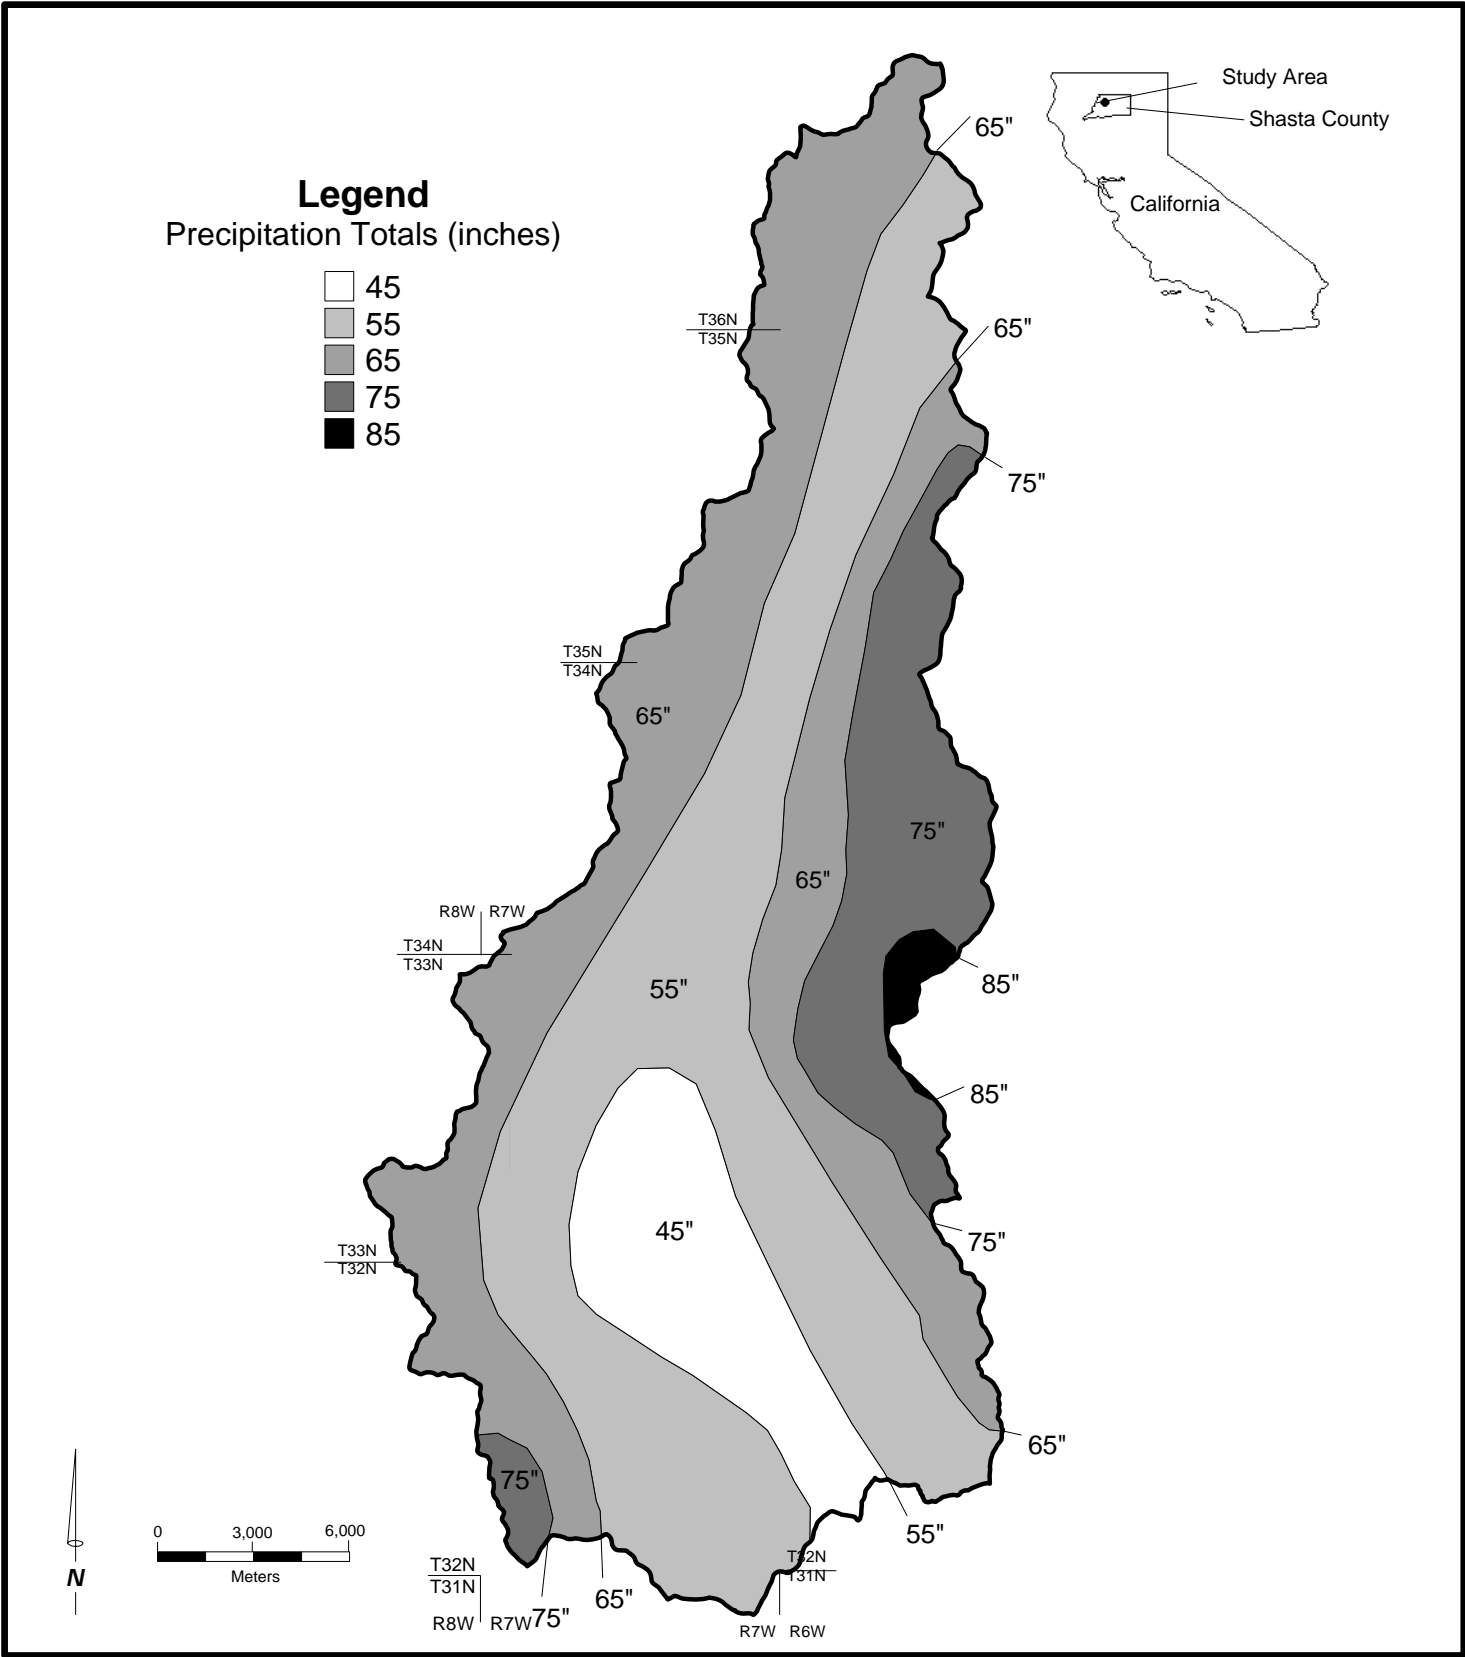 Study Area
Shasta County
California
65"
Legend
Precipitation Totals (inches)
45
55
65
75
85
T36N
T35N
65"
75"
T35N
T34N
65"
75"
65"
R8W R7W
T34N
T33N
55"
85"
85"
45"
75"
T33N
T32N
65"
75"
55"
0 3,000 6,000
Meters
N
T32N
T31N
R8W R7W
75"
65"
T32N
T31N
R7W R6W